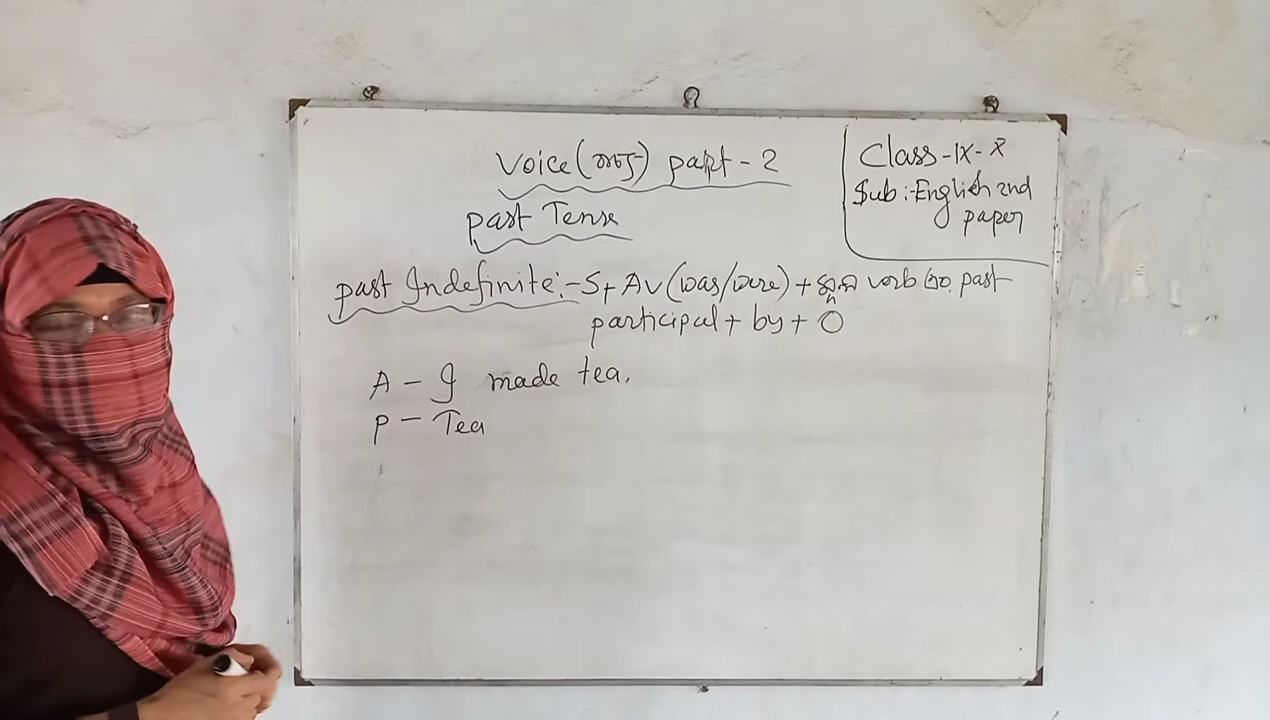 Voice (বাচ্য) part - 2
Class - IX - X
Sub :- English 2nd
paper
past Tense
past Indefinite :- S + AV (was/were) + মূল verb এর past
participal + by + O
A - I made tea.
P - Tea